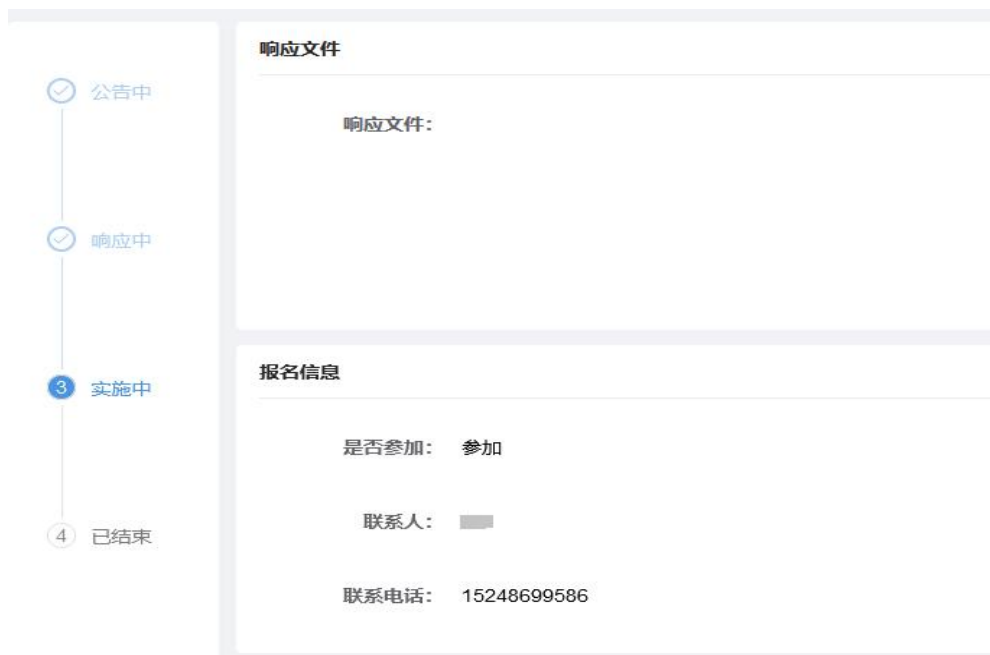 公告中
响应中
3 实施中
4 已结束
响应文件
响应文件：
报名信息
是否参加： 参加
联系人：
联系电话： 15248699586